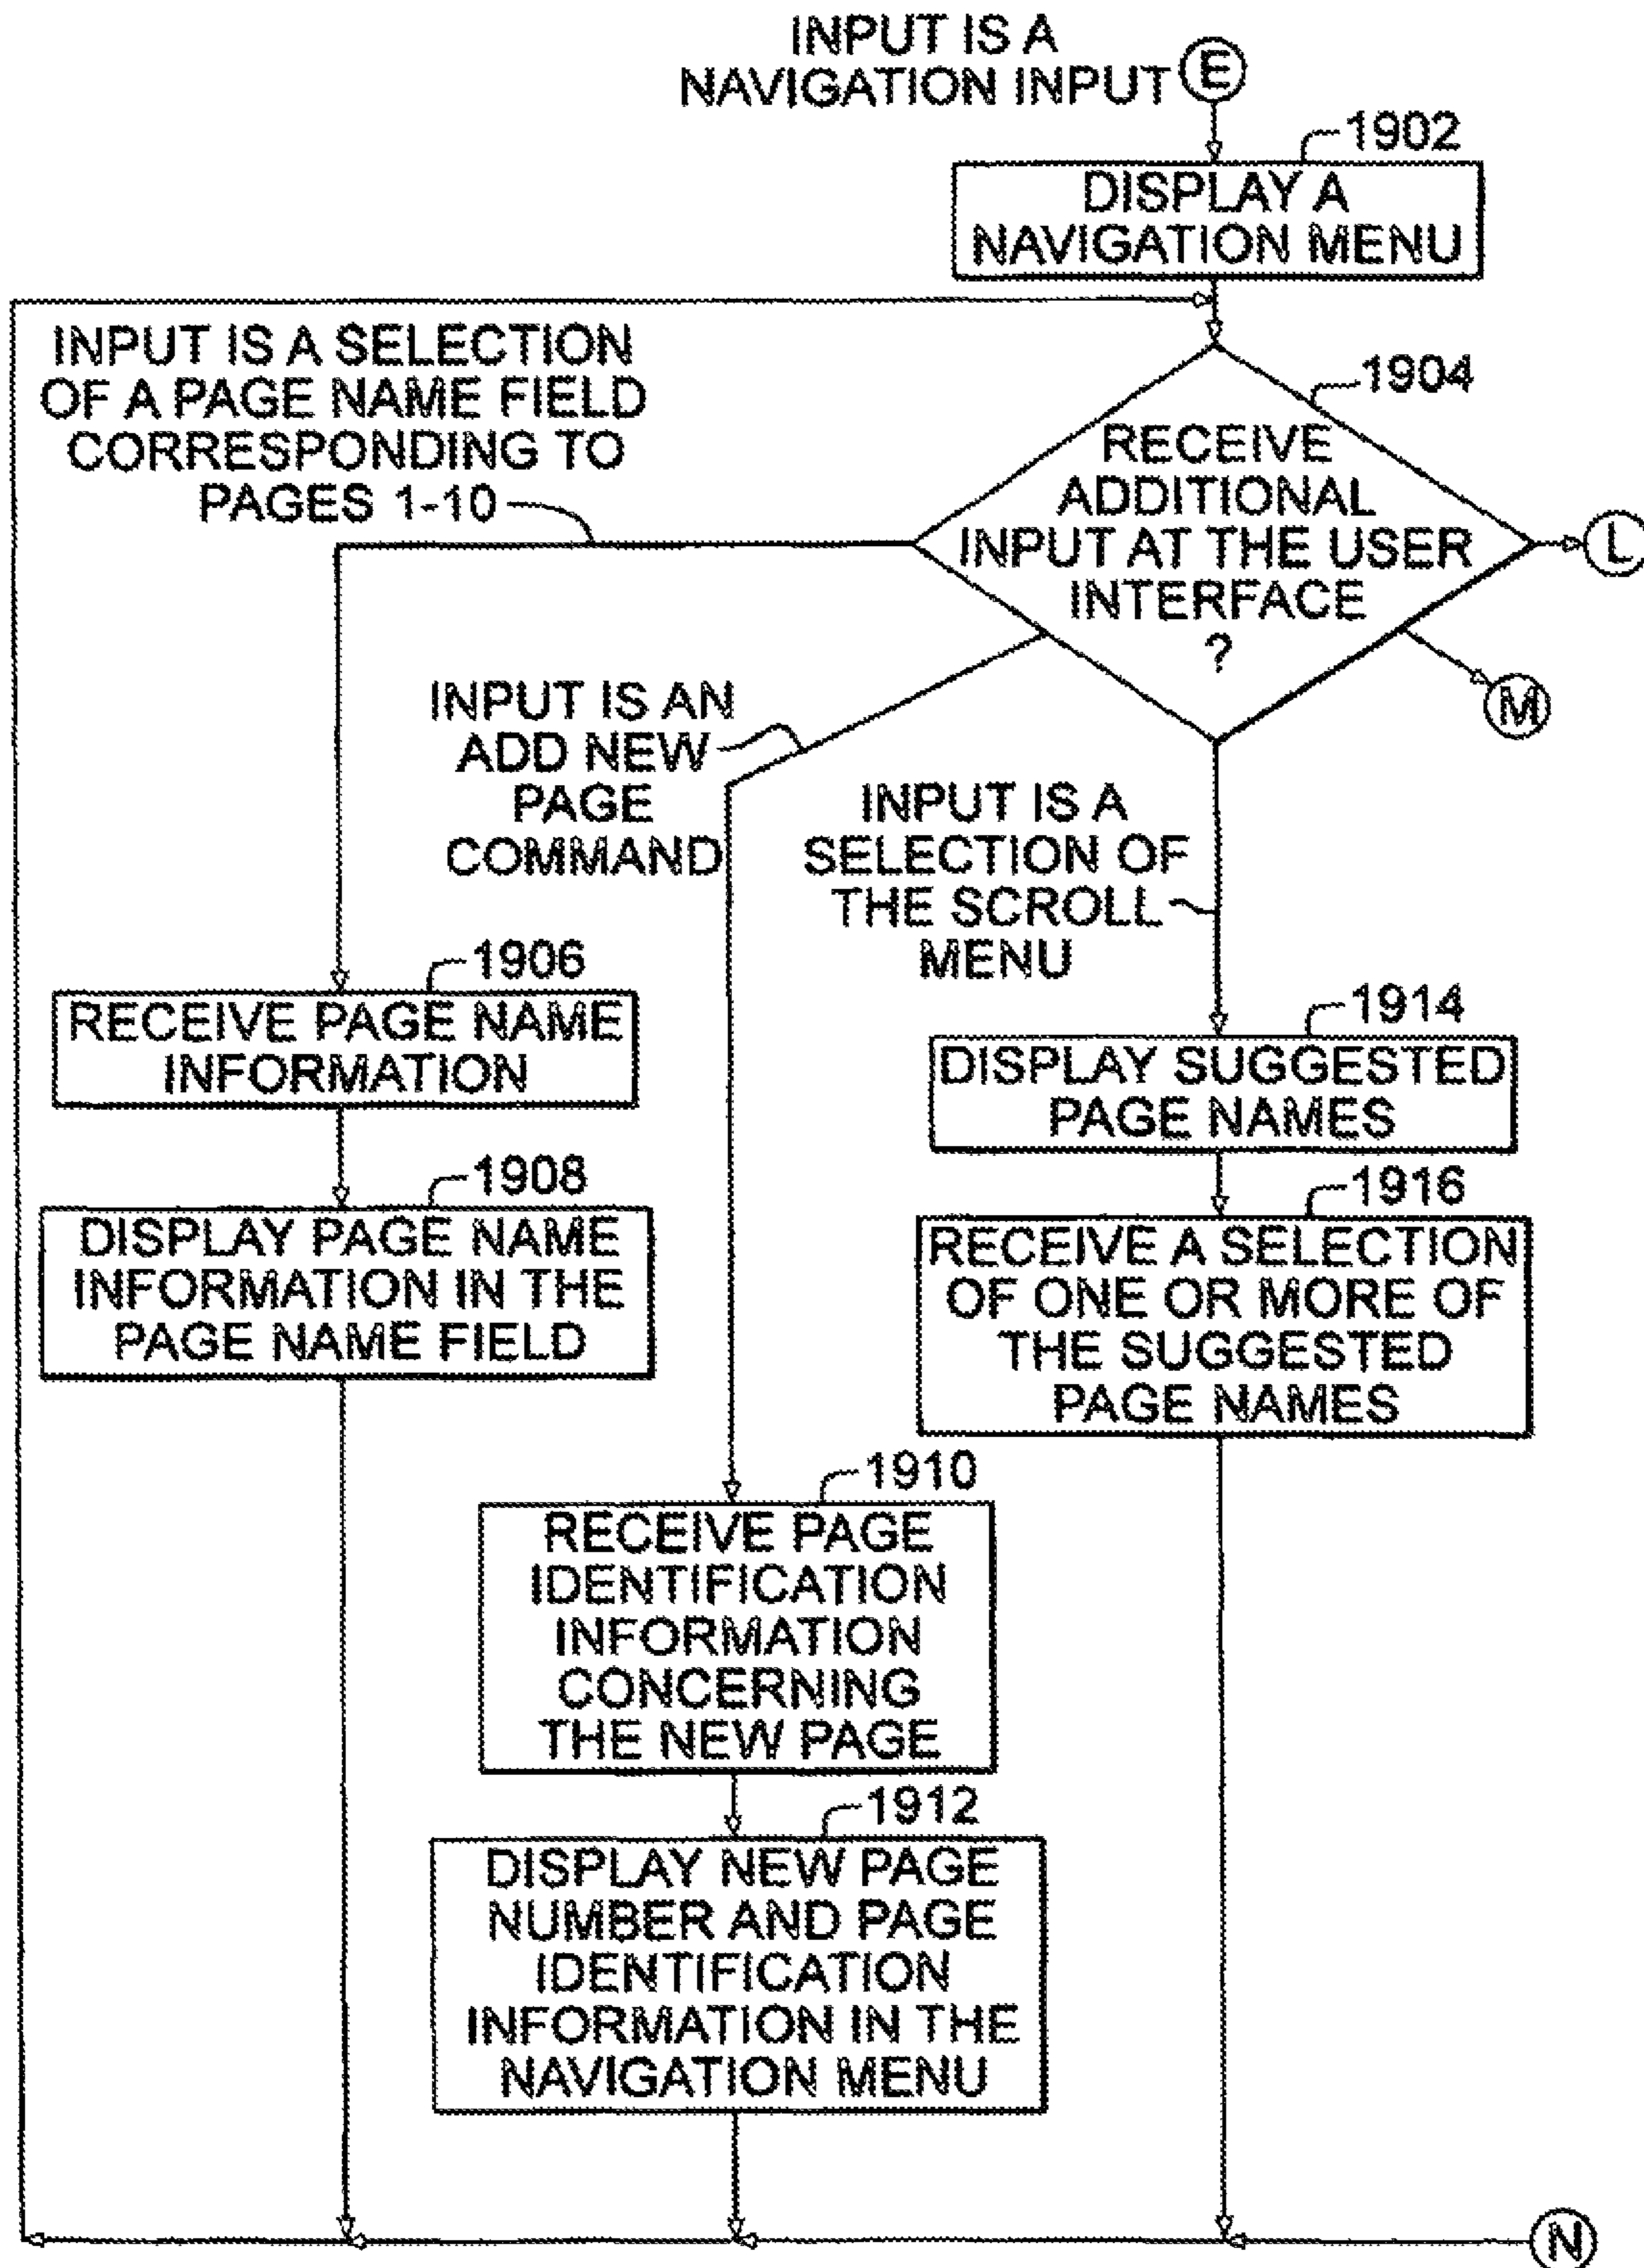 INPUT IS A
NAVIGATION INPUT
E
1902
DISPLAY A
NAVIGATION MENU
INPUT IS A SELECTION
OF A PAGE NAME FIELD
CORRESPONDING TO
PAGES 1-10
1904
RECEIVE
ADDITIONAL
INPUT AT THE USER
INTERFACE
?
L
M
INPUT IS AN
ADD NEW
PAGE
COMMAND
INPUT IS A
SELECTION OF
THE SCROLL
MENU
1906
RECEIVE PAGE NAME
INFORMATION
1908
DISPLAY PAGE NAME
INFORMATION IN THE
PAGE NAME FIELD
1914
DISPLAY SUGGESTED
PAGE NAMES
1916
RECEIVE A SELECTION
OF ONE OR MORE OF
THE SUGGESTED
PAGE NAMES
1910
RECEIVE PAGE
IDENTIFICATION
INFORMATION
CONCERNING
THE NEW PAGE
1912
DISPLAY NEW PAGE
NUMBER AND PAGE
IDENTIFICATION
INFORMATION IN THE
NAVIGATION MENU
N